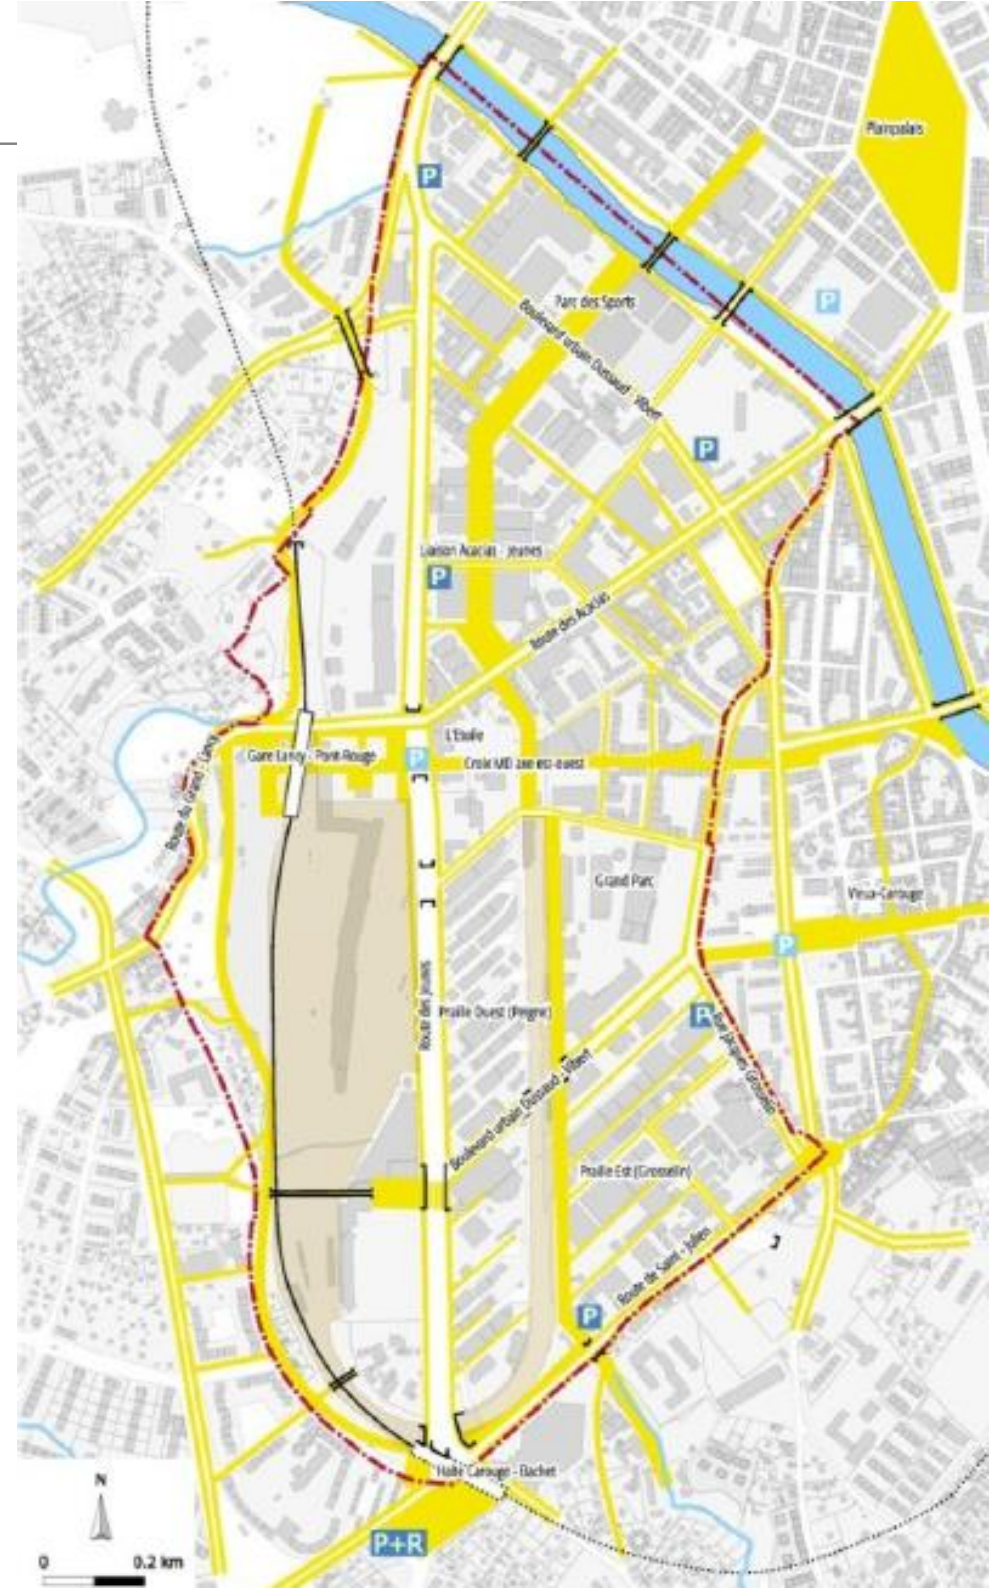 Plainpalais
P
P
Parc des Sports
Boulevard urbain Dussaud - Vibert
P
Liaison Acacias - Jeunes
P
Route des Acacias
L'Etoile
Gare Lancy - Pont-Rouge
P
Croix MD axe est-ouest
Route du Grand - Lancy
Grand Parc
Vieux-Carouge
P
Route des Jeunes
Praille Ouest (Peigne)
P
Rue Jacques Grosselin
Boulevard urbain Dussaud - Vibert
Praille Est (Grosselin)
Route de Saint - Julien
P
Halte Carouge - Bachet
P+R
N
0 0.2 km